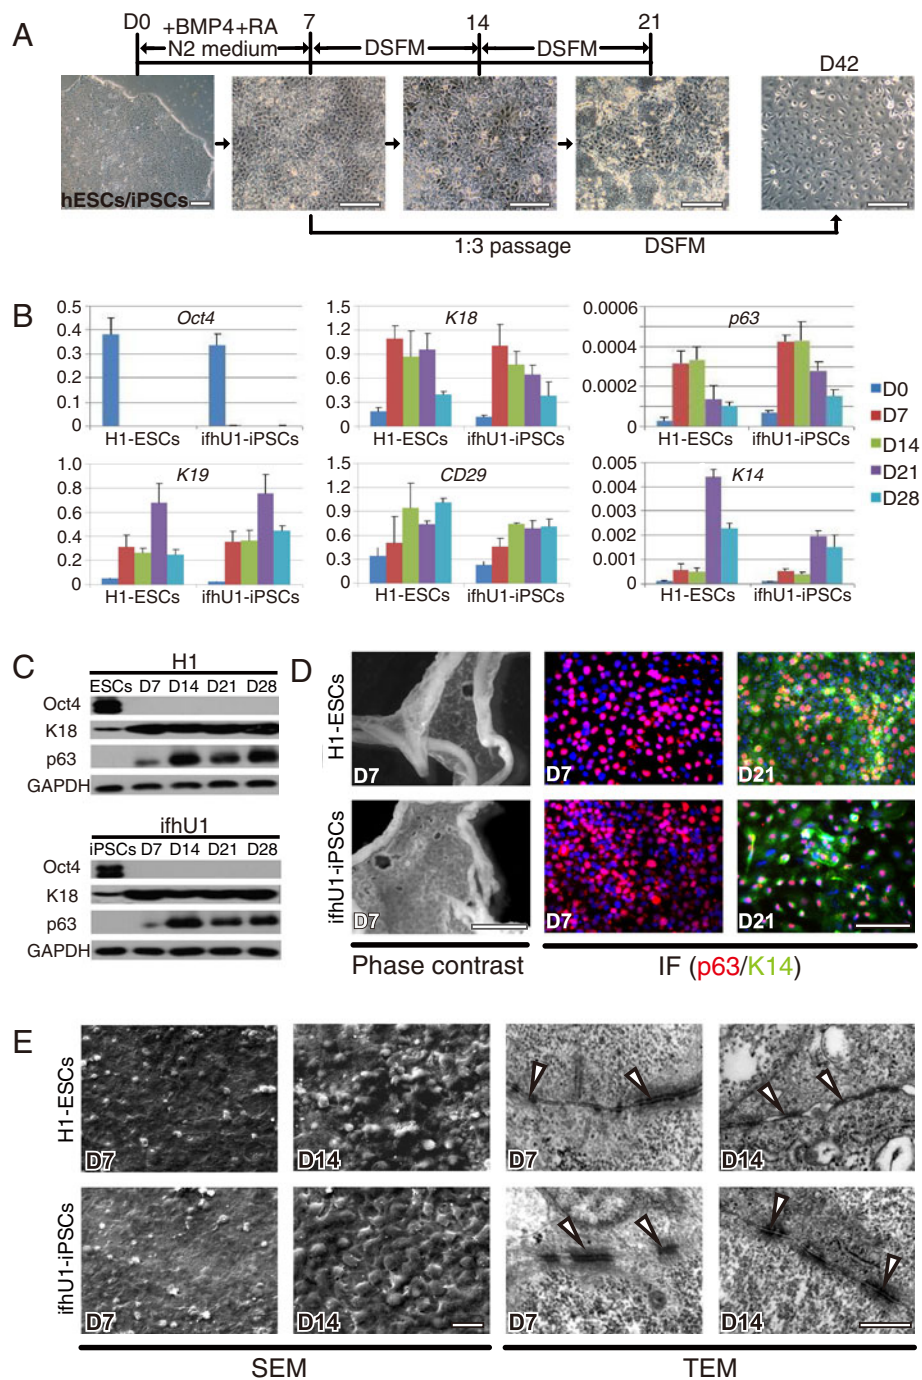 A
D0 +BMP4+RA 7 14 21
N2 medium DSFM DSFM
D42
hESCs/iPSCs
1:3 passage DSFM
B
0.5
0.4
0.3
0.2
0.1
0
Oct4
H1-ESCs ifhU1-iPSCs
1.5
1.2
0.9
0.6
0.3
0
K18
H1-ESCs ifhU1-iPSCs
0.0006
0.0004
0.0002
0
p63
H1-ESCs ifhU1-iPSCs
D0
D7
D14
D21
D28
1.0
0.8
0.6
0.4
0.2
0
K19
H1-ESCs ifhU1-iPSCs
1.5
1.2
0.9
0.6
0.3
0
CD29
H1-ESCs ifhU1-iPSCs
0.005
0.004
0.003
0.002
0.001
0
K14
H1-ESCs ifhU1-iPSCs
C
H1
ESCs D7 D14 D21 D28
Oct4
K18
p63
GAPDH
ifhU1
iPSCs D7 D14 D21 D28
Oct4
K18
p63
GAPDH
D
H1-ESCs
D7 D7 D21
ifhU1-iPSCs
D7 D7 D21
Phase contrast IF (p63/K14)
E
H1-ESCs
D7 D14 D7 D14
ifhU1-iPSCs
D7 D14 D7 D14
SEM TEM